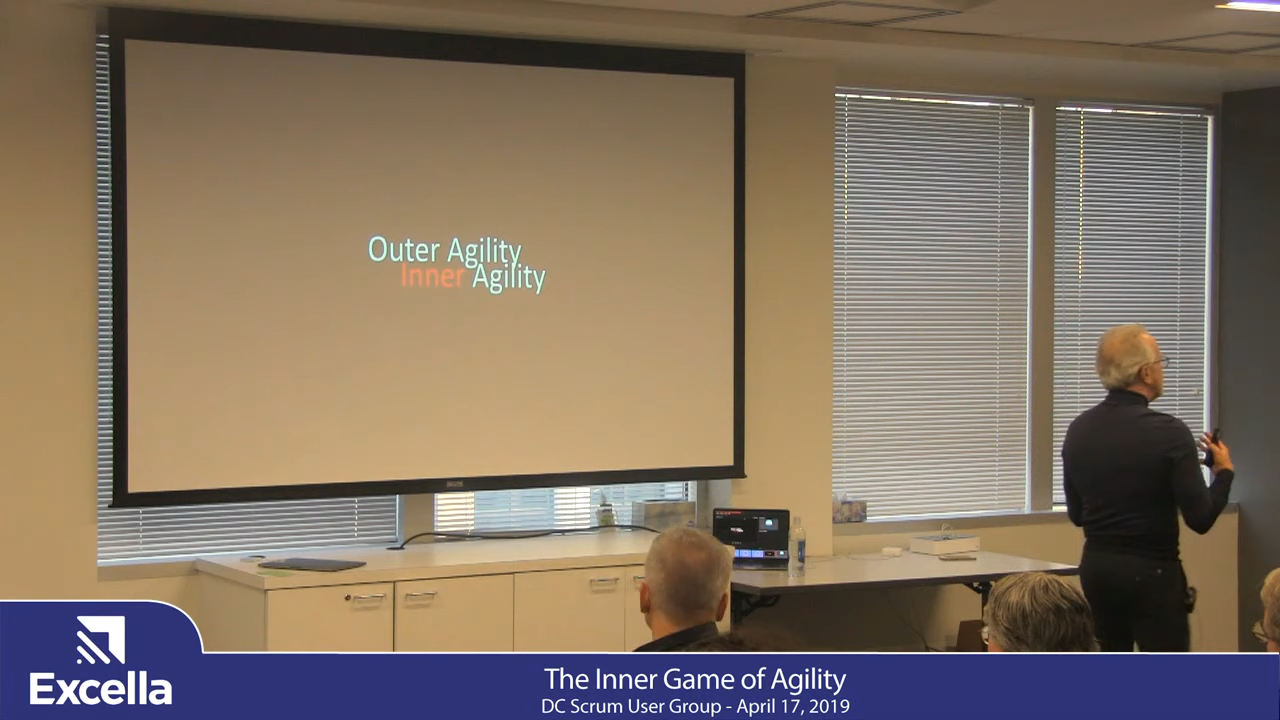 Outer Agility
Inner Agility
Excella
The Inner Game of Agility
DC Scrum User Group - April 17, 2019